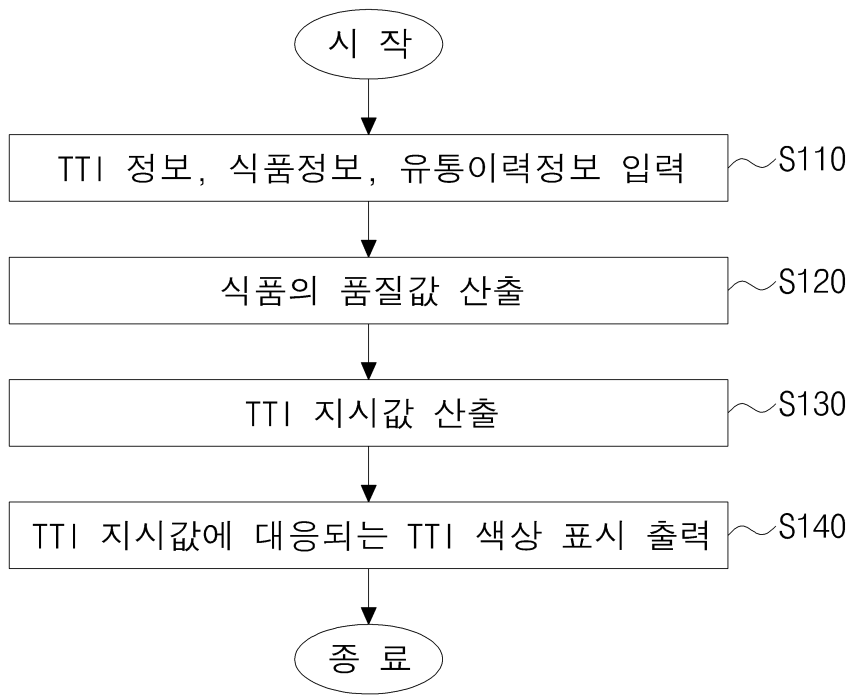 시 작
TTI 정보, 식품정보, 유통이력정보 입력
S110
식품의 품질값 산출
S120
TTI 지시값 산출
S130
TTI 지시값에 대응되는 TTI 색상 표시 출력
S140
종 료